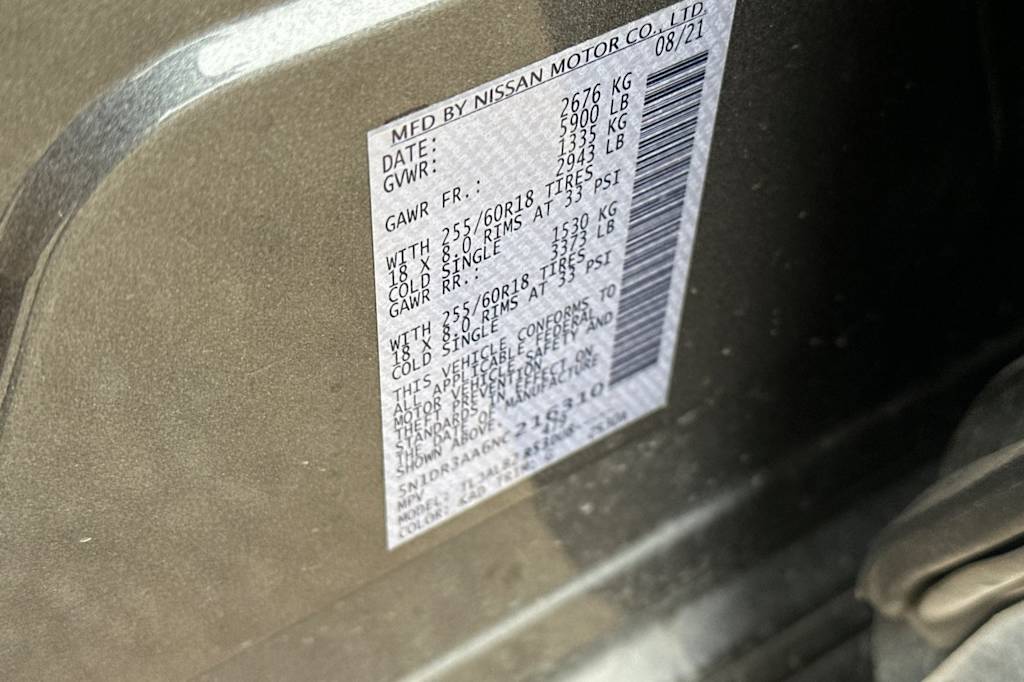 MFD BY NISSAN MOTOR CO., LTD.
DATE: 08/21
GVWR: 2676 KG
5900 LB
GAWR FR.: 1335 KG
2943 LB
WITH 255/60R18 TIRES
18 X 8.0 RIMS AT 33 PSI
COLD SINGLE
GAWR RR.: 1530 KG
3373 LB
WITH 255/60R18 TIRES
18 X 8.0 RIMS AT 33 PSI
COLD SINGLE
THIS VEHICLE CONFORMS TO
ALL APPLICABLE FEDERAL
MOTOR VEHICLE SAFETY AND
THEFT PREVENTION
STANDARDS IN EFFECT ON
THE DATE OF MANUFACTURE
SHOWN ABOVE.
5N1DR3AA6NC216310
MPV
MODEL:
COLOR: KAD TRIM: